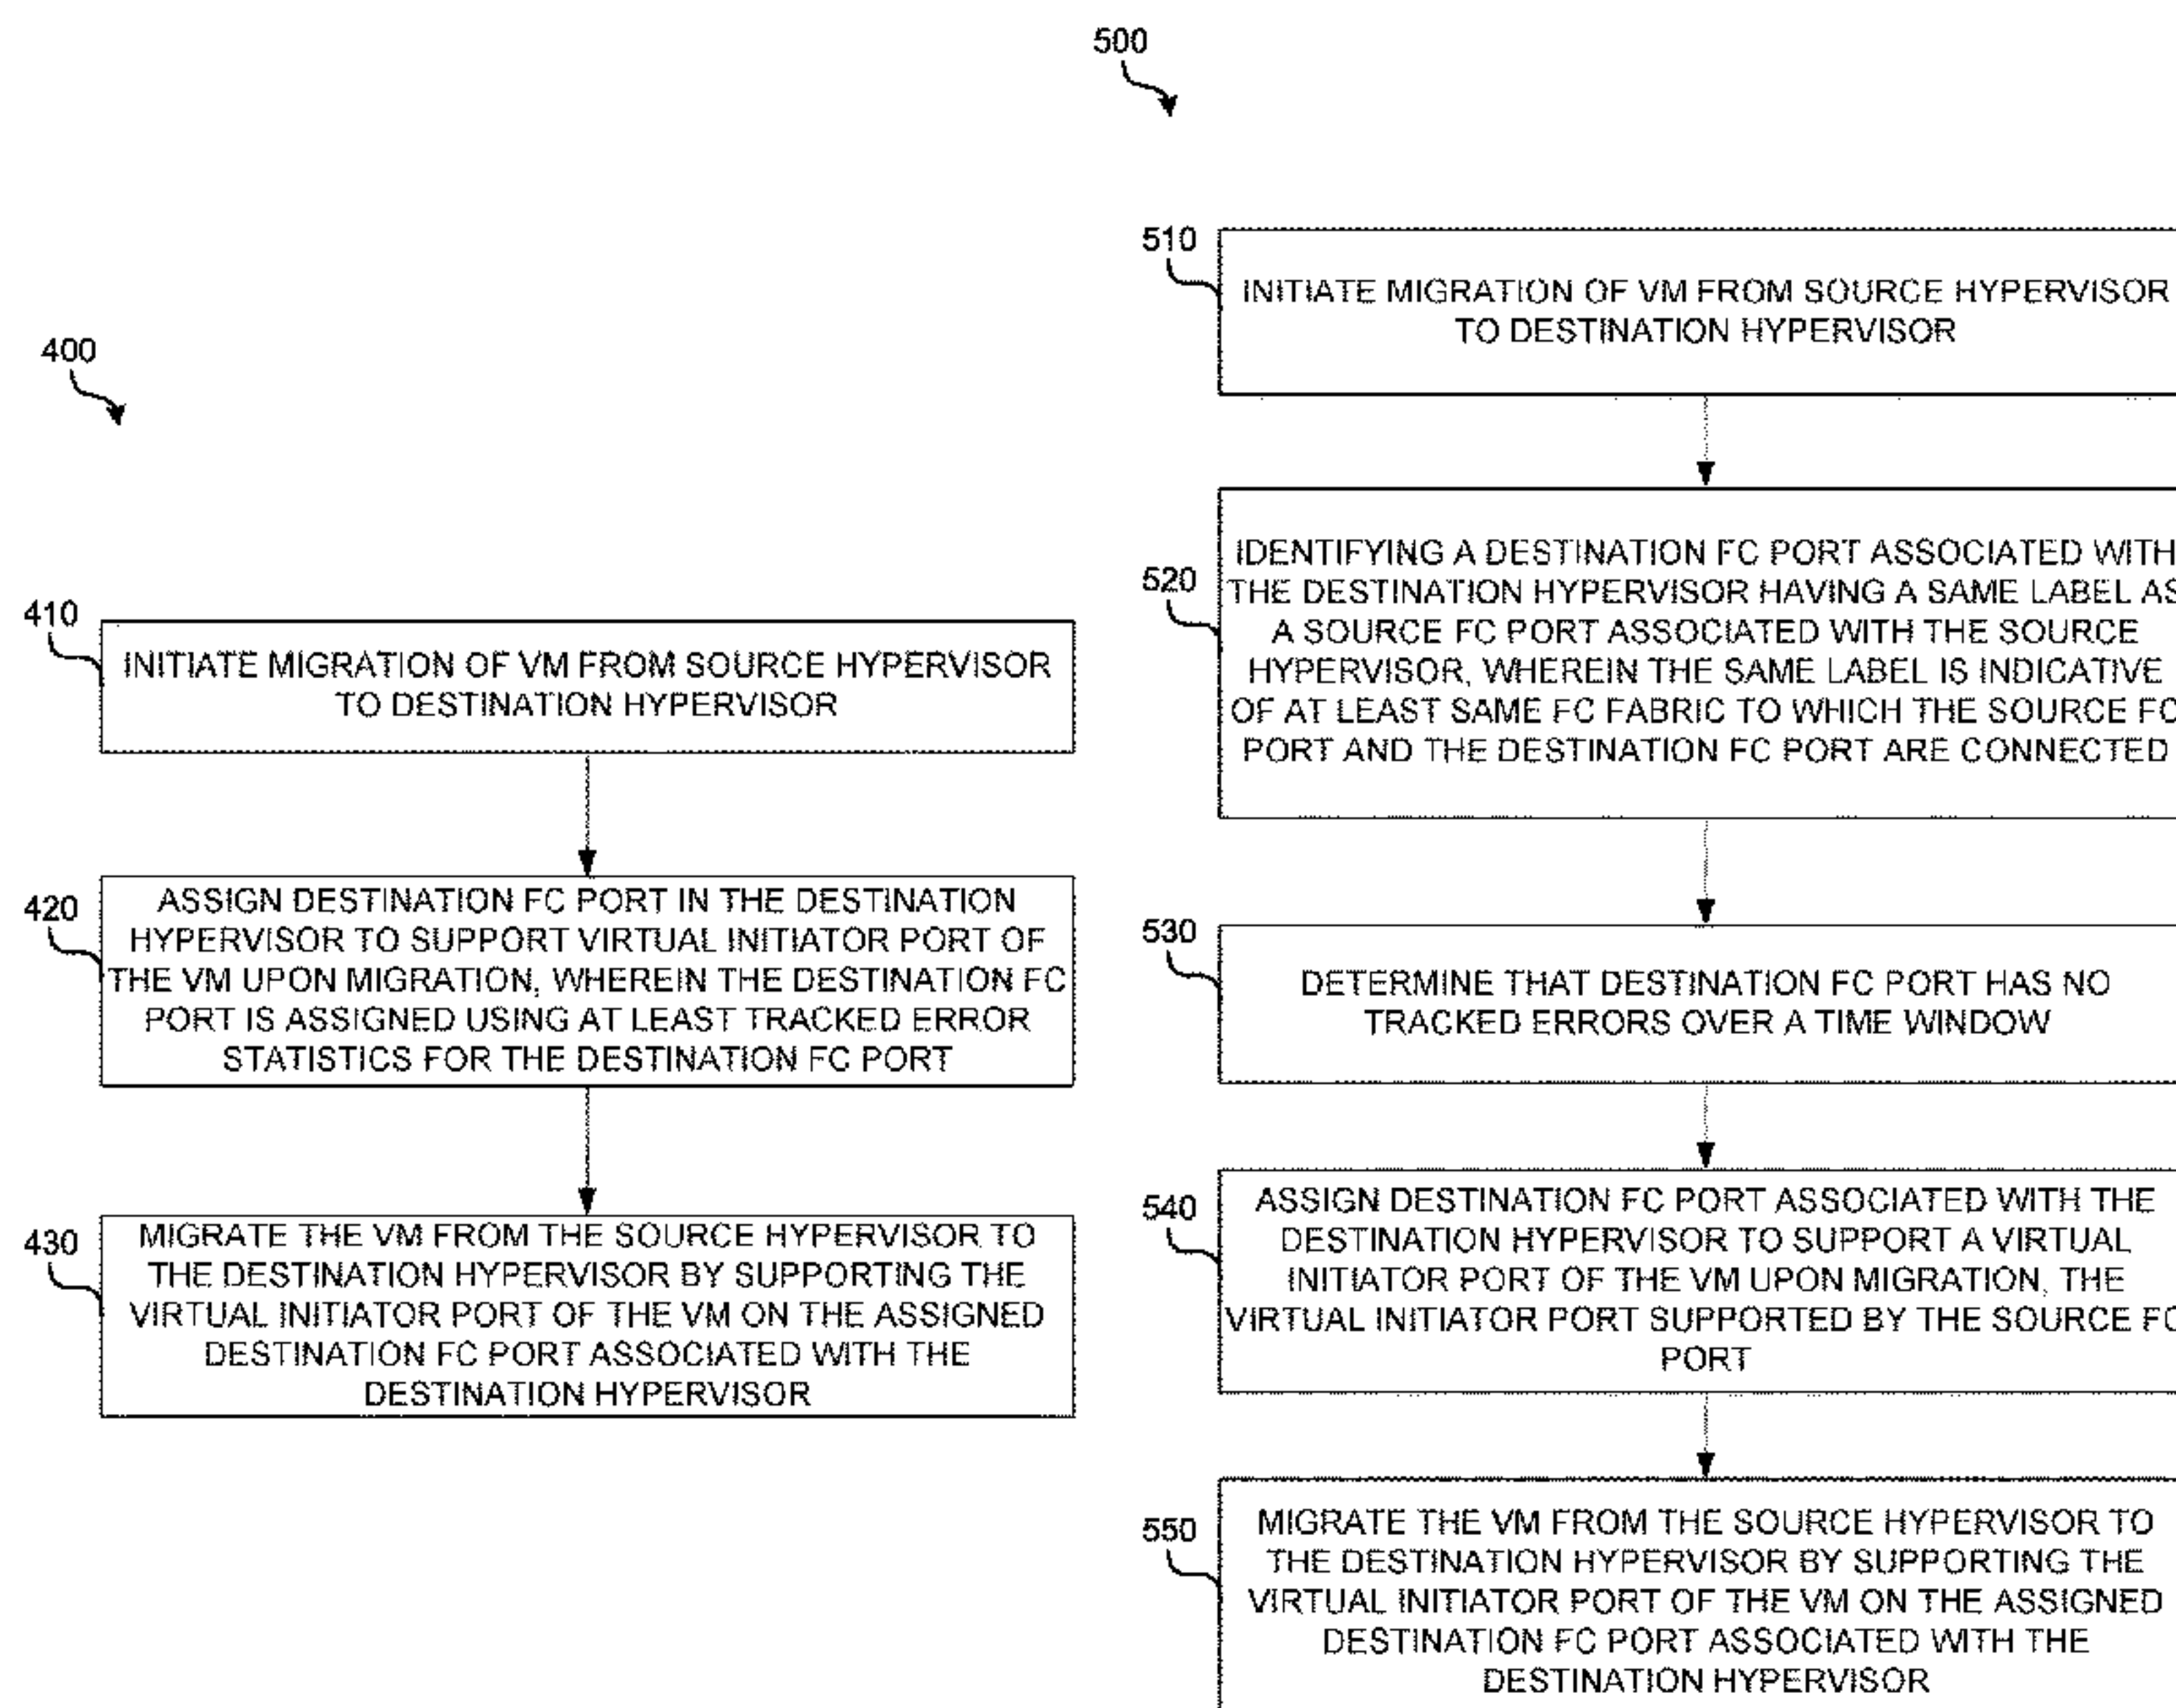 400
410
INITIATE MIGRATION OF VM FROM SOURCE HYPERVISOR
TO DESTINATION HYPERVISOR
420
ASSIGN DESTINATION FC PORT IN THE DESTINATION
HYPERVISOR TO SUPPORT VIRTUAL INITIATOR PORT OF
THE VM UPON MIGRATION, WHEREIN THE DESTINATION FC
PORT IS ASSIGNED USING AT LEAST TRACKED ERROR
STATISTICS FOR THE DESTINATION FC PORT
430
MIGRATE THE VM FROM THE SOURCE HYPERVISOR TO
THE DESTINATION HYPERVISOR BY SUPPORTING THE
VIRTUAL INITIATOR PORT OF THE VM ON THE ASSIGNED
DESTINATION FC PORT ASSOCIATED WITH THE
DESTINATION HYPERVISOR
500
510
INITIATE MIGRATION OF VM FROM SOURCE HYPERVISOR
TO DESTINATION HYPERVISOR
520
IDENTIFYING A DESTINATION FC PORT ASSOCIATED WITH
THE DESTINATION HYPERVISOR HAVING A SAME LABEL AS
A SOURCE FC PORT ASSOCIATED WITH THE SOURCE
HYPERVISOR, WHEREIN THE SAME LABEL IS INDICATIVE
OF AT LEAST SAME FC FABRIC TO WHICH THE SOURCE FC
PORT AND THE DESTINATION FC PORT ARE CONNECTED
530
DETERMINE THAT DESTINATION FC PORT HAS NO
TRACKED ERRORS OVER A TIME WINDOW
540
ASSIGN DESTINATION FC PORT ASSOCIATED WITH THE
DESTINATION HYPERVISOR TO SUPPORT A VIRTUAL
INITIATOR PORT OF THE VM UPON MIGRATION, THE
VIRTUAL INITIATOR PORT SUPPORTED BY THE SOURCE FC
PORT
550
MIGRATE THE VM FROM THE SOURCE HYPERVISOR TO
THE DESTINATION HYPERVISOR BY SUPPORTING THE
VIRTUAL INITIATOR PORT OF THE VM ON THE ASSIGNED
DESTINATION FC PORT ASSOCIATED WITH THE
DESTINATION HYPERVISOR